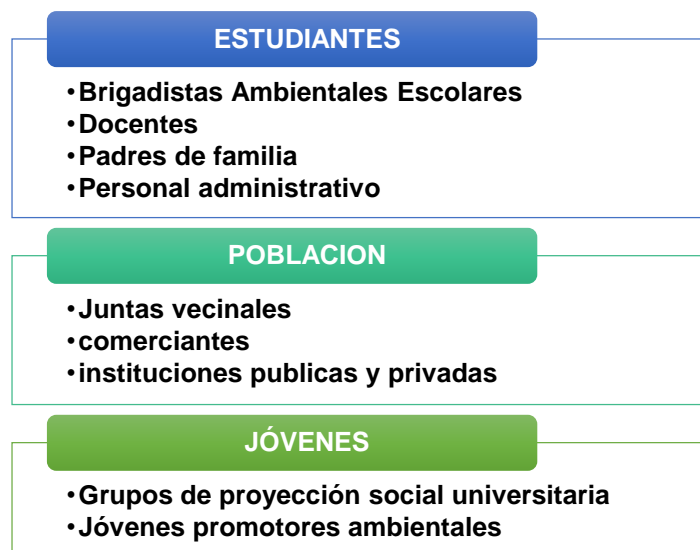 ESTUDIANTES
•Brigadistas Ambientales Escolares
•Docentes
•Padres de familia
•Personal administrativo
POBLACION
•Juntas vecinales
•comerciantes
•instituciones publicas y privadas
JÓVENES
•Grupos de proyección social universitaria
•Jóvenes promotores ambientales